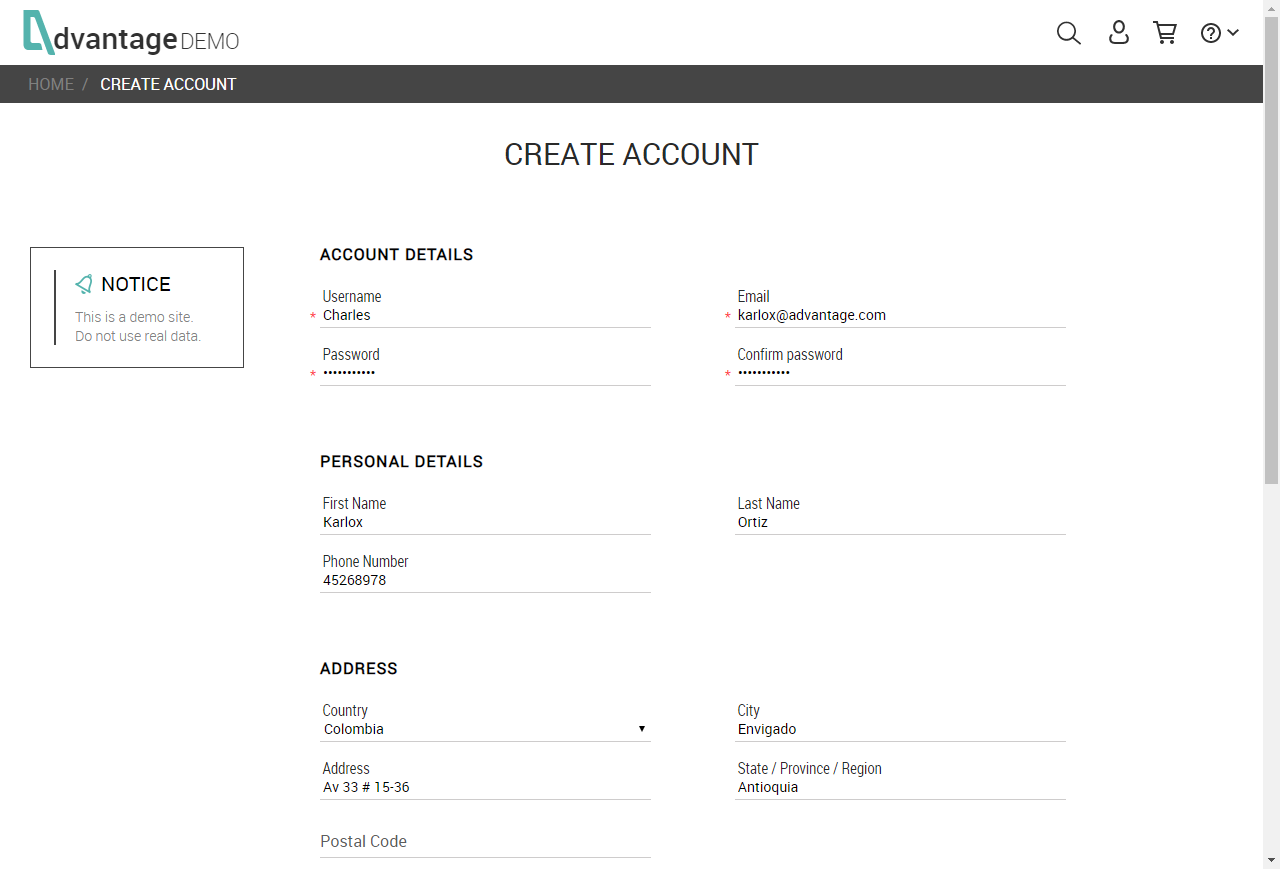 dvantage DEMO
HOME / CREATE ACCOUNT
CREATE ACCOUNT
NOTICE
This is a demo site.
Do not use real data.
ACCOUNT DETAILS
Username
* Charles
Email
* karlox@advantage.com
Password
* •••••••••••
Confirm password
* •••••••••••
PERSONAL DETAILS
First Name
Karlox
Last Name
Ortiz
Phone Number
45268978
ADDRESS
Country
Colombia
City
Envigado
Address
Av 33 # 15-36
State / Province / Region
Antioquia
Postal Code